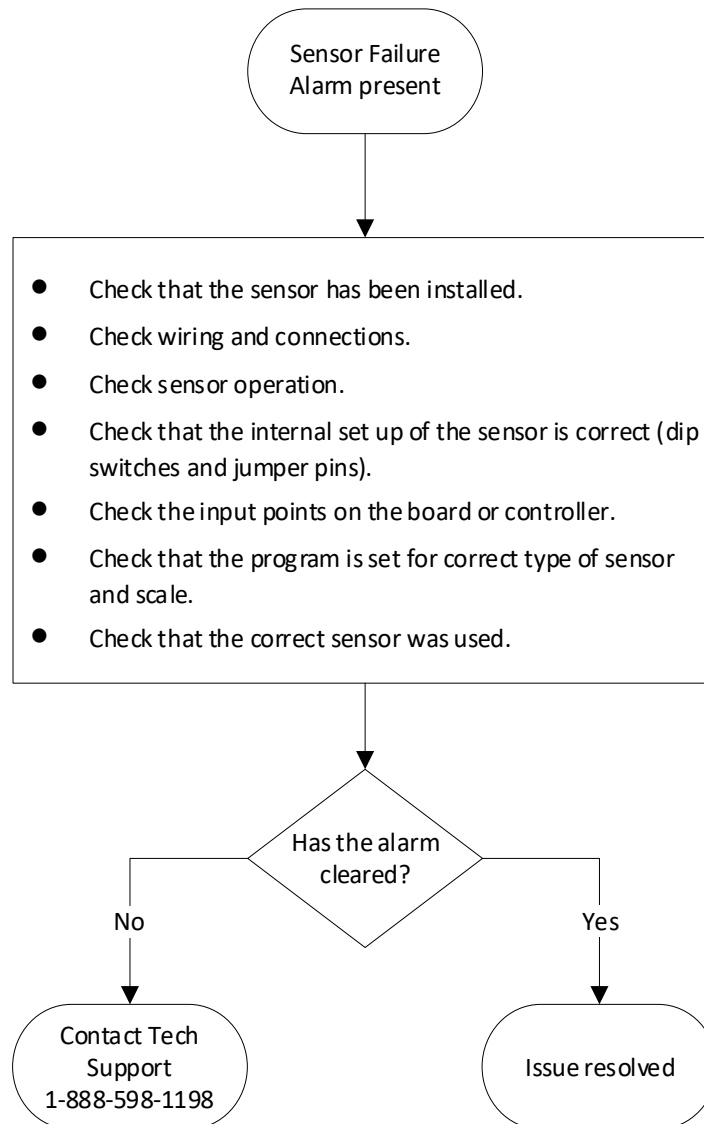 Sensor Failure
Alarm present
● Check that the sensor has been installed.
● Check wiring and connections.
● Check sensor operation.
● Check that the internal set up of the sensor is correct (dip
switches and jumper pins).
● Check the input points on the board or controller.
● Check that the program is set for correct type of sensor
and scale.
● Check that the correct sensor was used.
Has the alarm
cleared?
No
Yes
Contact Tech
Support
1-888-598-1198
Issue resolved